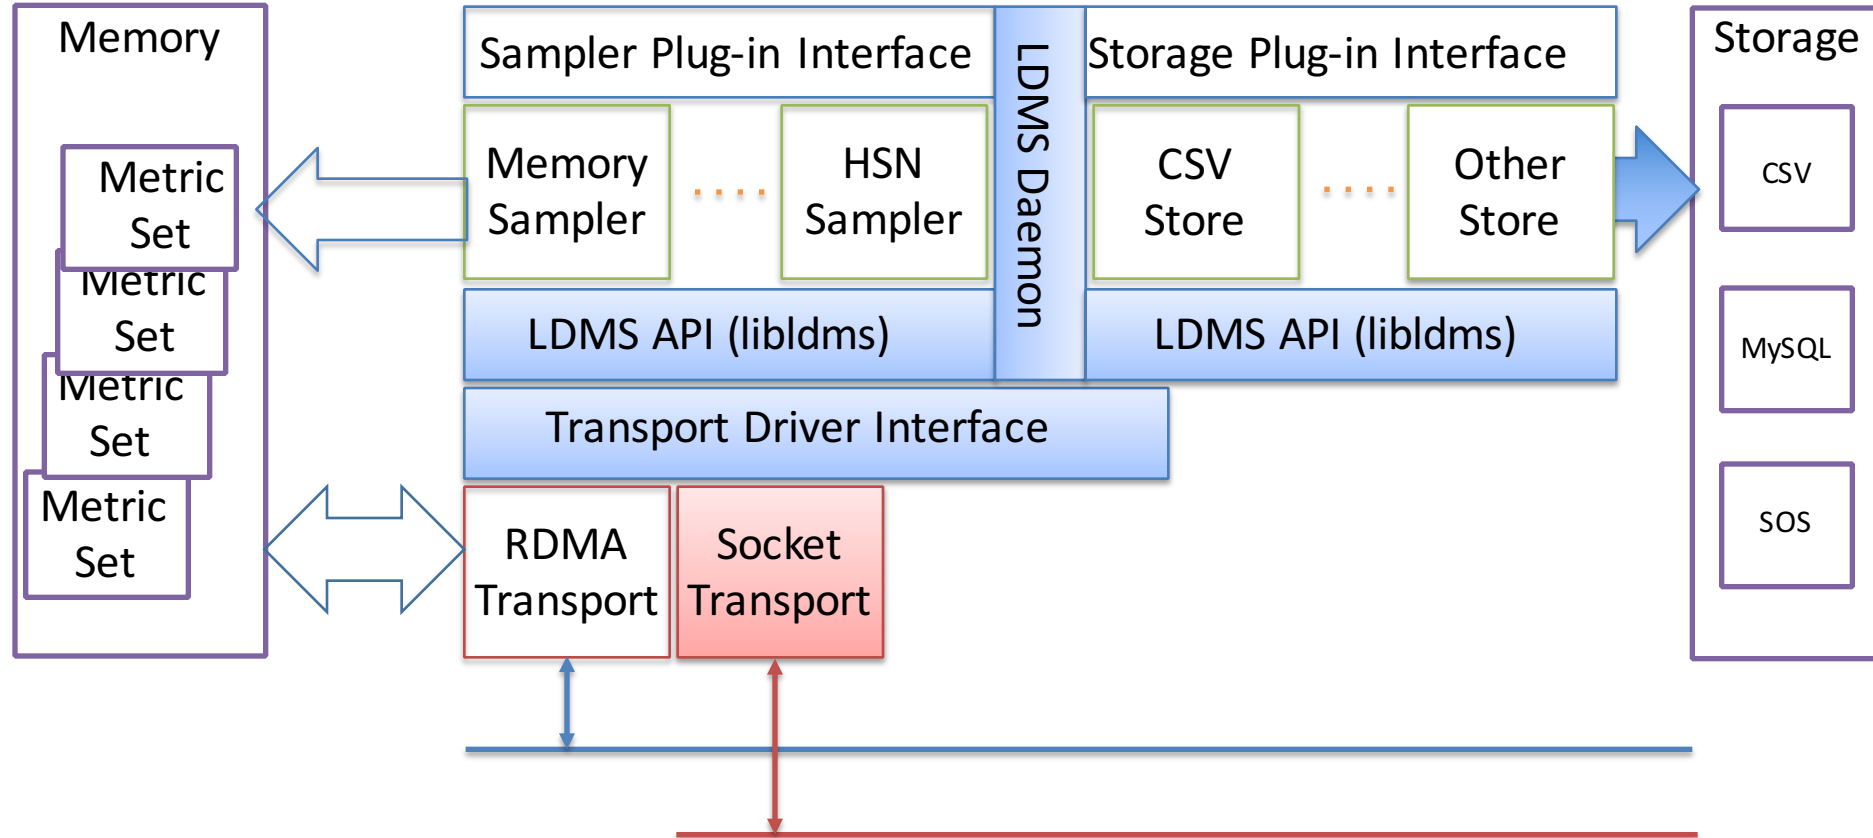 Memory
Metric
Set
Metric
Set
Metric
Set
Metric
Set
Sampler Plug-in Interface
Memory
Sampler
....
HSN
Sampler
LDMS API (libldms)
LDMS Daemon
Storage Plug-in Interface
CSV
Store
....
Other
Store
LDMS API (libldms)
Transport Driver Interface
RDMA
Transport
Socket
Transport
Storage
CSV
MySQL
SOS